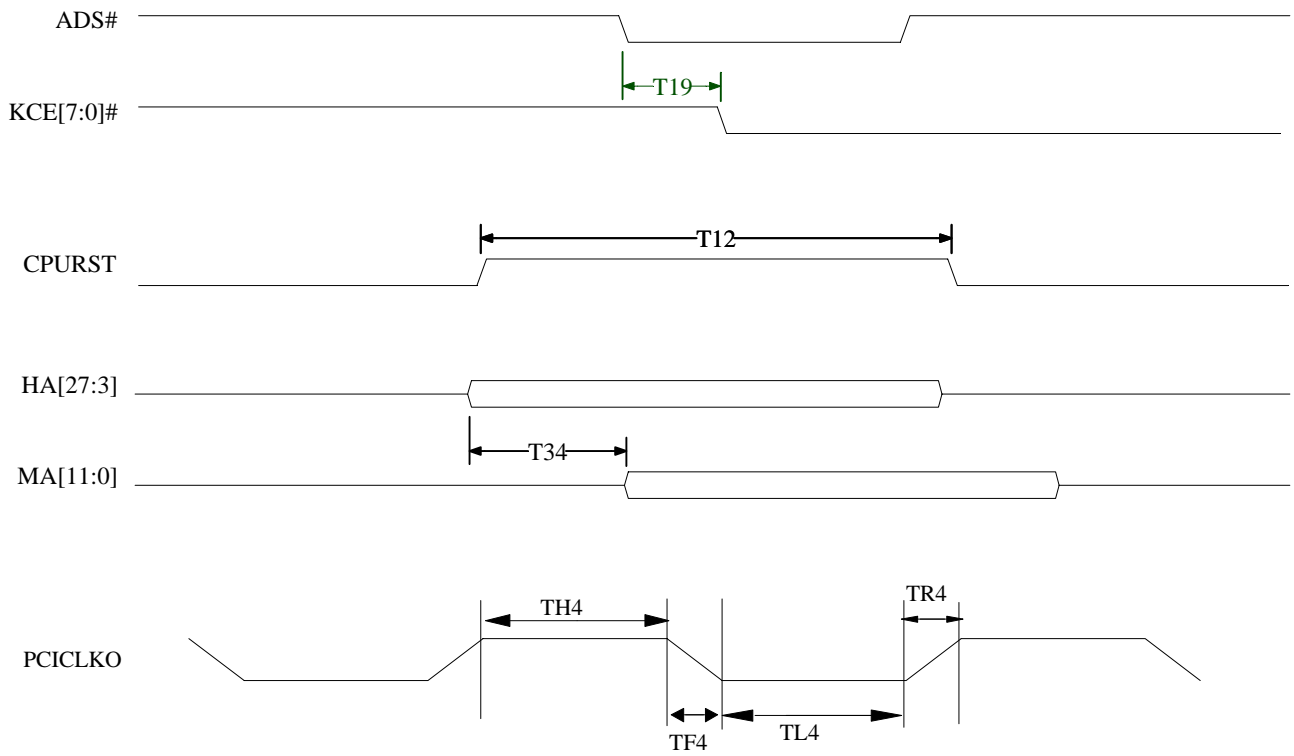 ADS#
T19
KCE[7:0]#
T12
CPURST
HA[27:3]
T34
MA[11:0]
TH4
TR4
PCICLKO
TF4
TL4